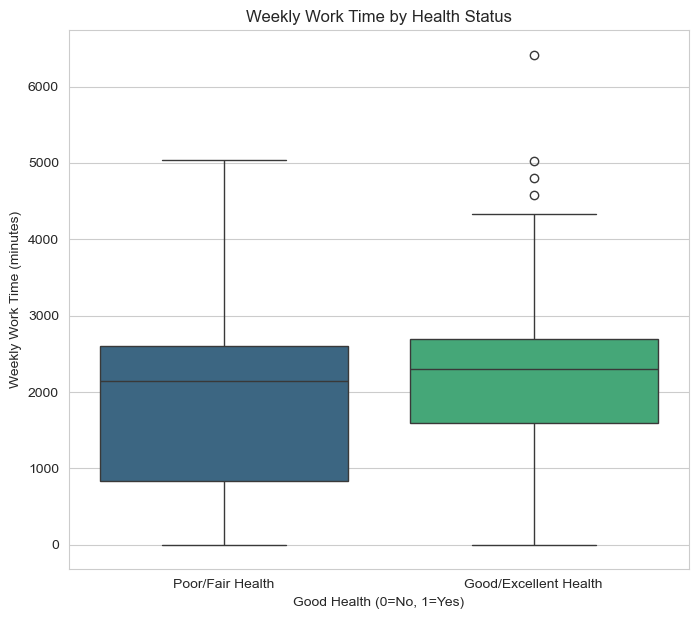 Weekly Work Time by Health Status
Weekly Work Time (minutes)
6000
5000
4000
3000
2000
1000
0
Poor/Fair Health
Good/Excellent Health
Good Health (0=No, 1=Yes)